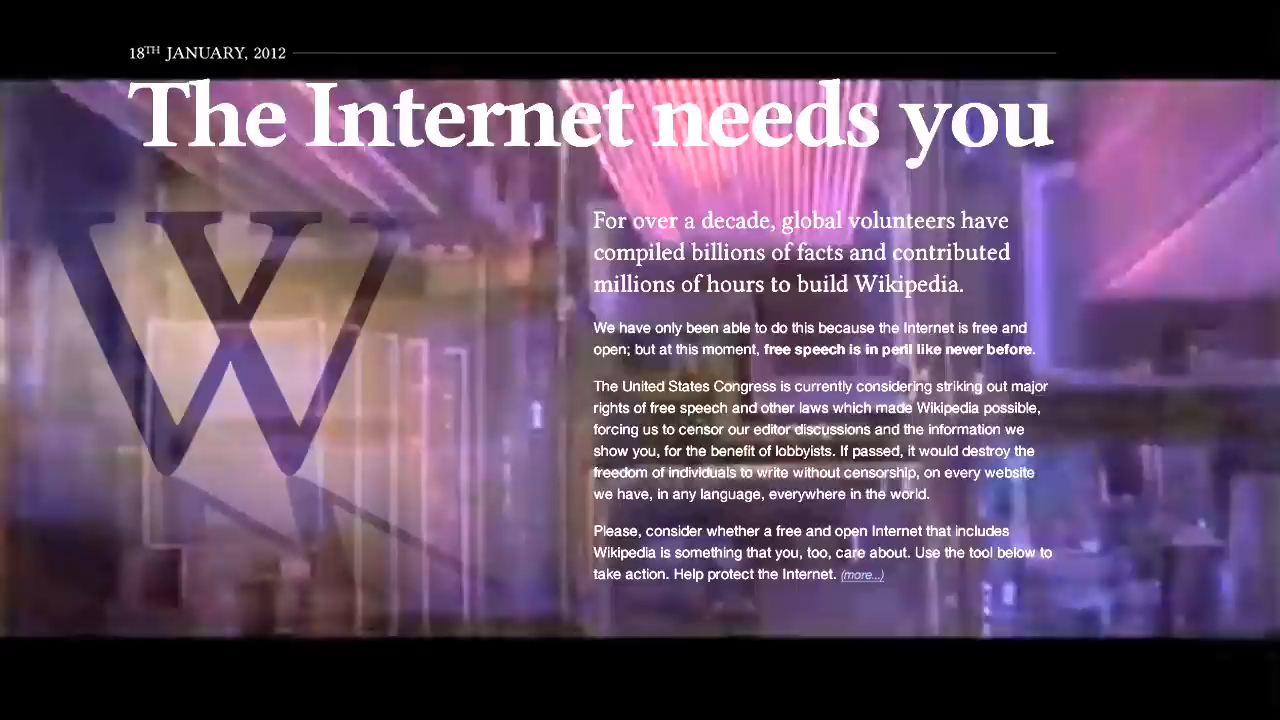 18TH JANUARY, 2012
The Internet needs you
W
For over a decade, global volunteers have
compiled billions of facts and contributed
millions of hours to build Wikipedia.
We have only been able to do this because the Internet is free and
open; but at this moment, free speech is in peril like never before.
The United States Congress is currently considering striking out major
rights of free speech and other laws which made Wikipedia possible,
forcing us to censor our editor discussions and the information we
show you, for the benefit of lobbyists. If passed, it would destroy the
freedom of individuals to write without censorship, on every website
we have, in any language, everywhere in the world.
Please, consider whether a free and open Internet that includes
Wikipedia is something that you, too, care about. Use the tool below to
take action. Help protect the Internet. (more...)